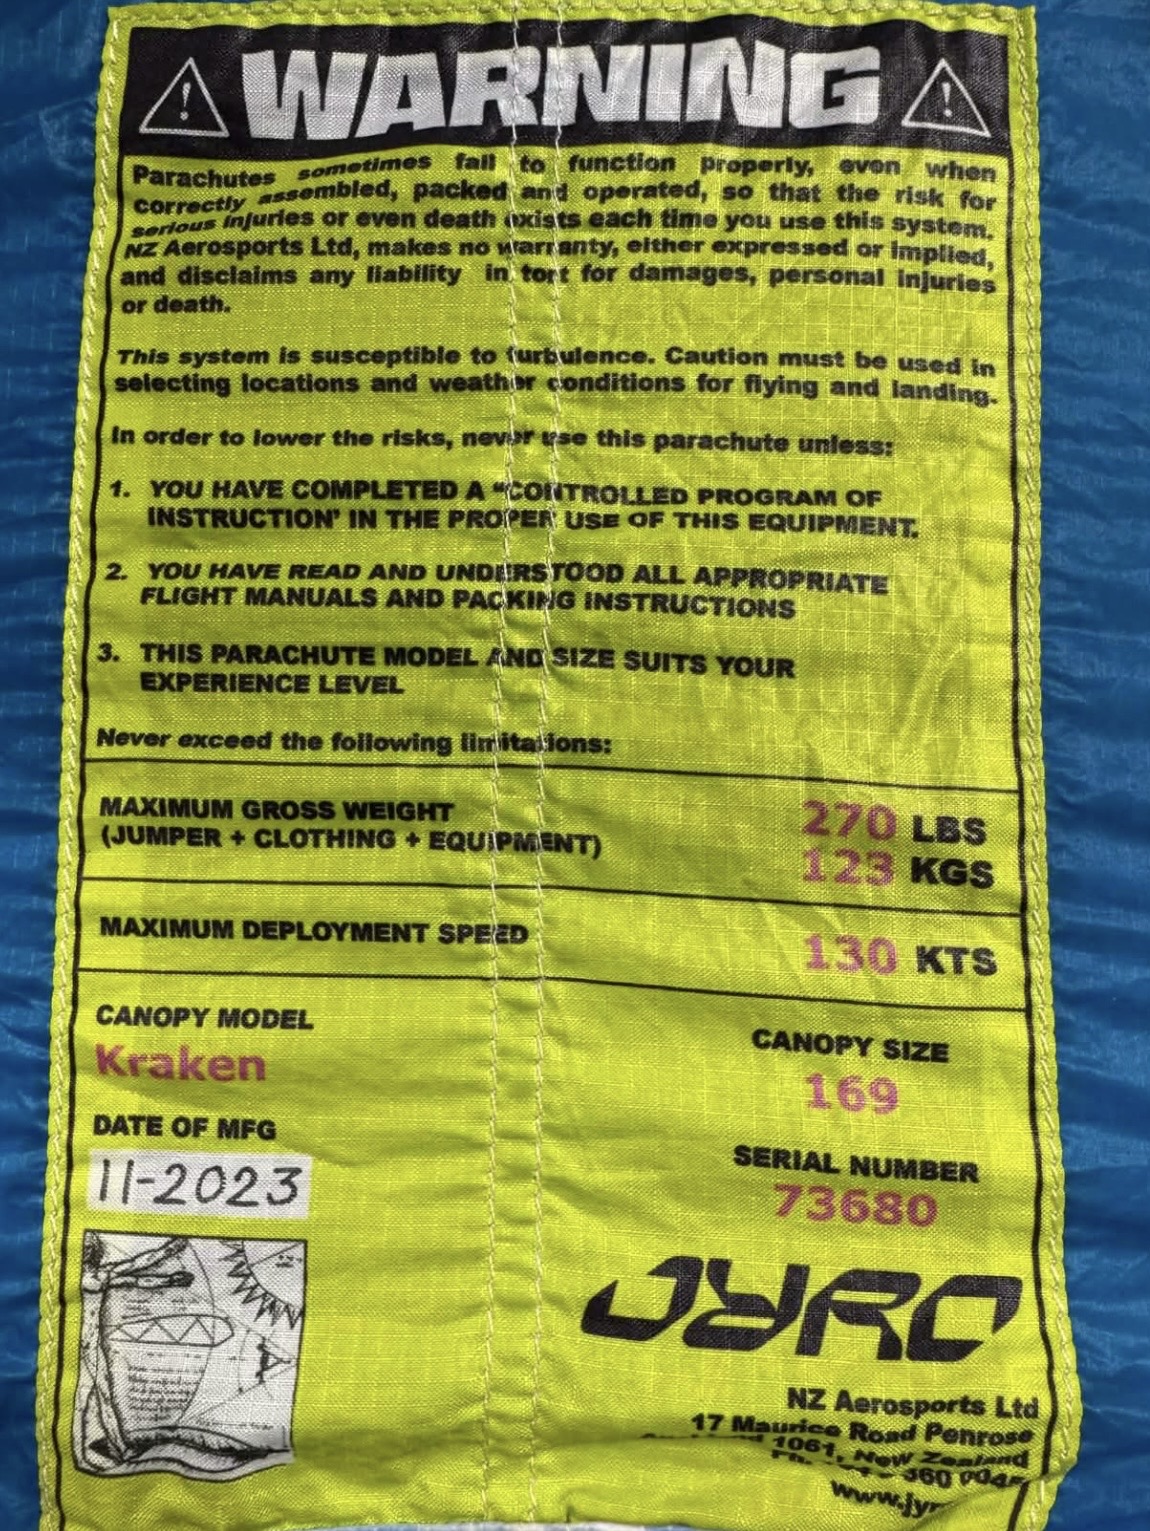 WARNING
Parachutes sometimes fail to function properly, even when
correctly assembled, packed and operated, so that the risk for
serious injuries or even death exists each time you use this system.
NZ Aerosports Ltd, makes no warranty, either expressed or implied,
and disclaims any liability in tort for damages, personal injuries
or death.
This system is susceptible to turbulence. Caution must be used in
selecting locations and weather conditions for flying and landing.
In order to lower the risks, never use this parachute unless:
1. YOU HAVE COMPLETED A “CONTROLLED PROGRAM OF
INSTRUCTION’ IN THE PROPER USE OF THIS EQUIPMENT.
2. YOU HAVE READ AND UNDERSTOOD ALL APPROPRIATE
FLIGHT MANUALS AND PACKING INSTRUCTIONS
3. THIS PARACHUTE MODEL AND SIZE SUITS YOUR
EXPERIENCE LEVEL
Never exceed the following limitations:
MAXIMUM GROSS WEIGHT 270 LBS
(JUMPER + CLOTHING + EQUIPMENT) 123 KGS
MAXIMUM DEPLOYMENT SPEED 130 KTS
CANOPY MODEL
Kraken
CANOPY SIZE
169
DATE OF MFG
11-2023
SERIAL NUMBER
73680
JYRO
NZ Aerosports Ltd
17 Maurice Road Penrose
1061, New Zealand
Ph. 360
www.jyr